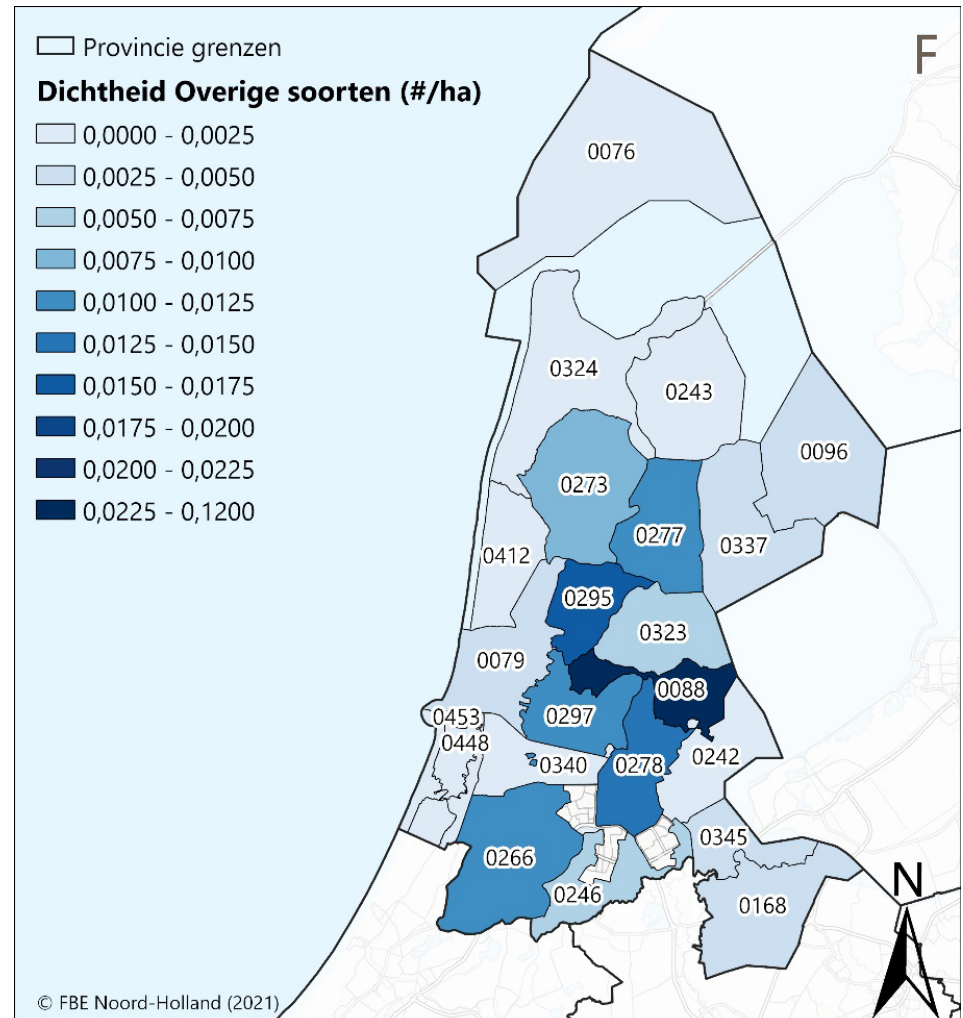 F
Provincie grenzen
Dichtheid Overige soorten (#/ha)
0,0000 - 0,0025
0,0025 - 0,0050
0,0050 - 0,0075
0,0075 - 0,0100
0,0100 - 0,0125
0,0125 - 0,0150
0,0150 - 0,0175
0,0175 - 0,0200
0,0200 - 0,0225
0,0225 - 0,1200
0076
0324
0243
0096
0273
0277
0337
0412
0295
0323
0079
0088
0297
0453
0448
0242
0340
0278
0345
0266
0246
0168
N
© FBE Noord-Holland (2021)